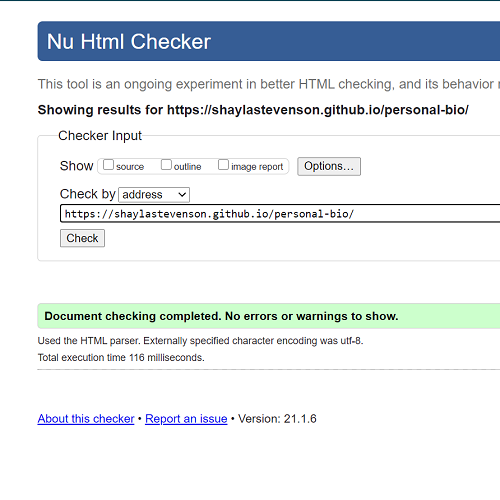 Nu Html Checker
This tool is an ongoing experiment in better HTML checking, and its behavior
Showing results for https://shaylastevenson.github.io/personal-bio/
Checker Input
Show source outline image report Options...
Check by address
https://shaylastevenson.github.io/personal-bio/
Check
Document checking completed. No errors or warnings to show.
Used the HTML parser. Externally specified character encoding was utf-8.
Total execution time 116 milliseconds.
About this checker • Report an issue • Version: 21.1.6